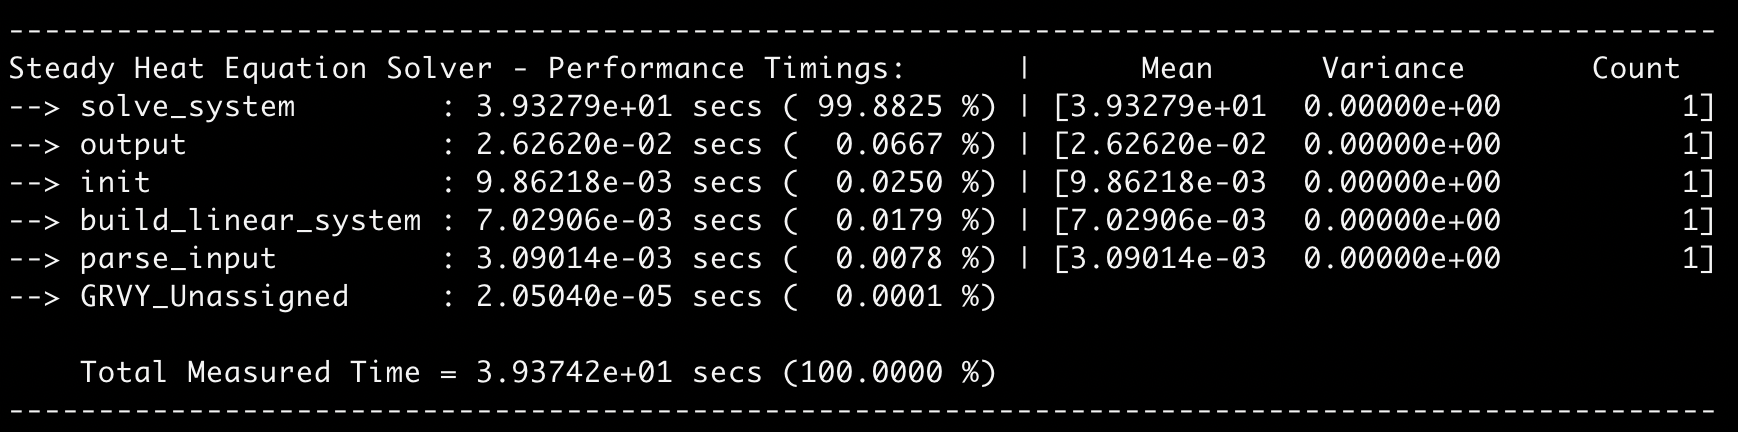 -----------------------------------------------------------------------------------------------
Steady Heat Equation Solver - Performance Timings:      |      Mean      Variance       Count
--> solve_system        : 3.93279e+01 secs ( 99.8825 %) | [3.93279e+01  0.00000e+00          1]
--> output              : 2.62620e-02 secs (  0.0667 %) | [2.62620e-02  0.00000e+00          1]
--> init                : 9.86218e-03 secs (  0.0250 %) | [9.86218e-03  0.00000e+00          1]
--> build_linear_system : 7.02906e-03 secs (  0.0179 %) | [7.02906e-03  0.00000e+00          1]
--> parse_input         : 3.09014e-03 secs (  0.0078 %) | [3.09014e-03  0.00000e+00          1]
--> GRVY_Unassigned     : 2.05040e-05 secs (  0.0001 %)

    Total Measured Time = 3.93742e+01 secs (100.0000 %)
-----------------------------------------------------------------------------------------------